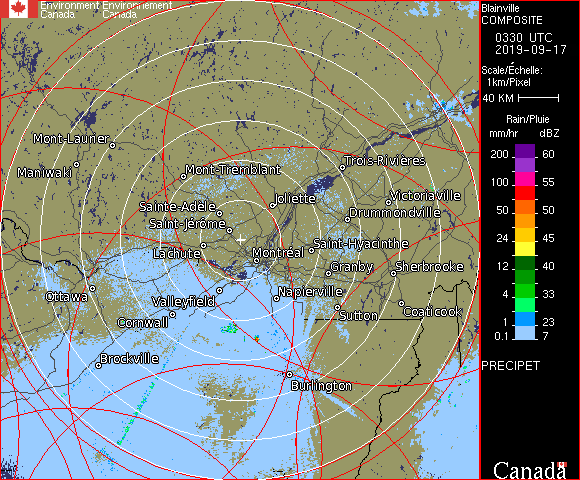 Environment Environnement
Canada Canada
Blainville
COMPOSITE
0330 UTC
2019-09-17
Scale/Échelle:
1km/Pixel
40 KM
Rain/Pluie
mm/hr dBZ
200 60
100 55
50 50
24 45
12 40
4 33
1 23
0.1 7
PRECIPET
Canada
Mont-Laurier
Maniwaki
Mont-Tremblant
Trois-Rivières
Sainte-Adele
Joliette
Victoriaville
Drummondville
Saint-Jérôme
Lachute
Montréal
Saint-Hyacinthe
Granby
Sherbrooke
Ottawa
Valleyfield
Napierville
Cornwall
Sutton
Coaticook
Brockville
Burlington